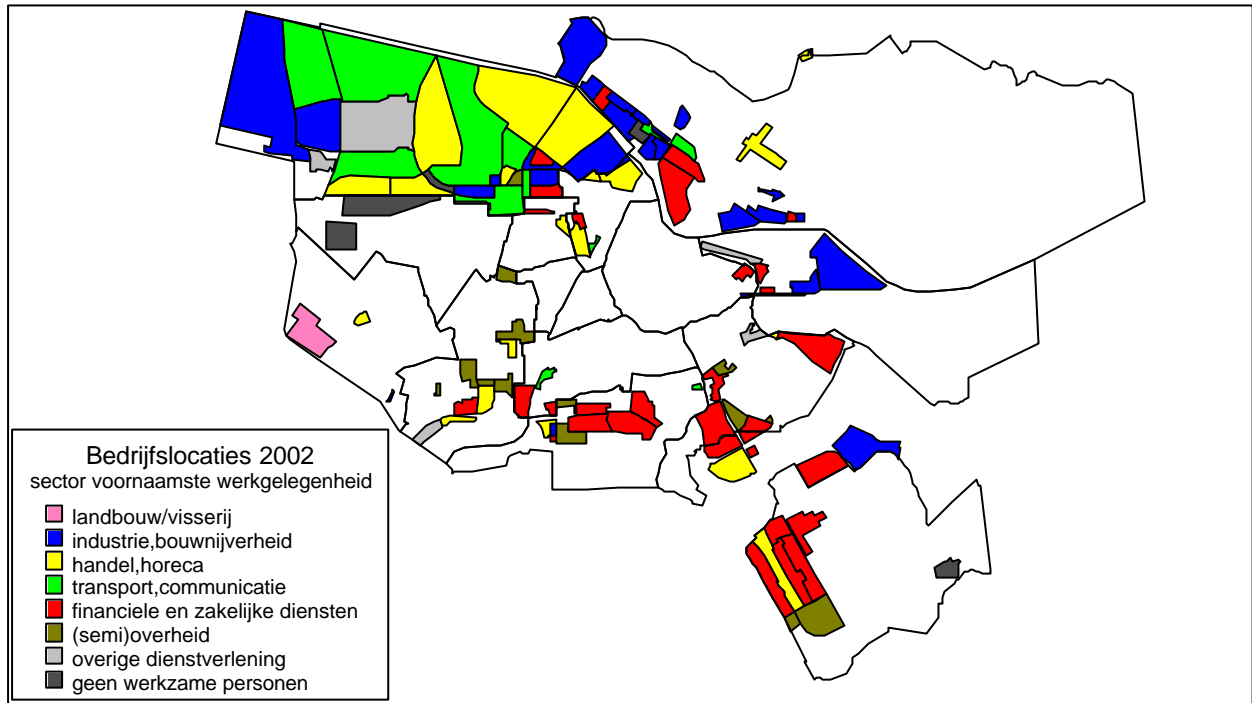 Bedrijfslocaties 2002
sector voornaamste werkgelegenheid
landbouw/visserij
industrie,bouwnijverheid
handel,horeca
transport,communicatie
financiele en zakelijke diensten
(semi)overheid
overige dienstverlening
geen werkzame personen